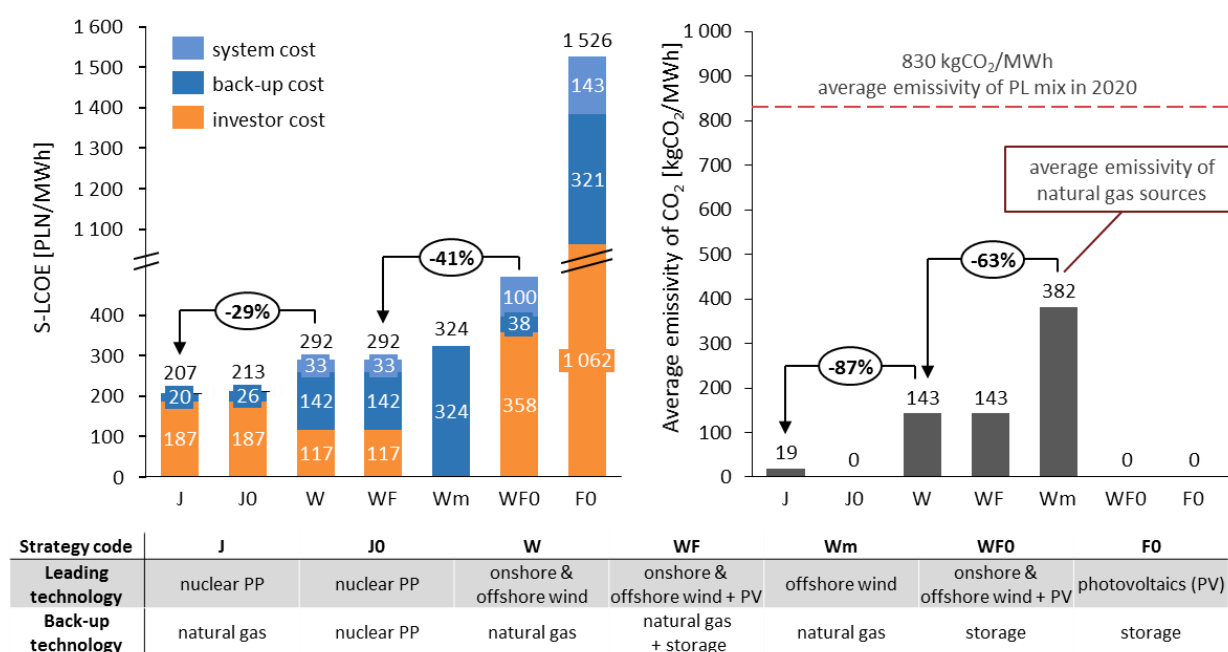 S-LCOE [PLN/MWh]
1 600
1 500
1 400
1 300
1 200
1 100
400
300
200
100
0
system cost
back-up cost
investor cost
-29%
-41%
207
20
187
213
26
187
292
33
142
117
292
33
142
117
324
324
100
38
358
1 526
143
321
1 062
J J0 W WF Wm WF0 F0
Average emissivity of CO₂ [kgCO₂/MWh]
1 000
900
800
700
600
500
400
300
200
100
0
830 kgCO₂/MWh
average emissivity of PL mix in 2020
average emissivity of
natural gas sources
-87%
-63%
19
0
143
143
382
0
0
J J0 W WF Wm WF0 F0
Strategy code J J0 W WF Wm WF0 F0
Leading
technology
nuclear PP
nuclear PP
onshore &
offshore wind
onshore &
offshore wind + PV
offshore wind
onshore &
offshore wind + PV
photovoltaics (PV)
Back-up
technology
natural gas
nuclear PP
natural gas
natural gas
+ storage
natural gas
storage
storage